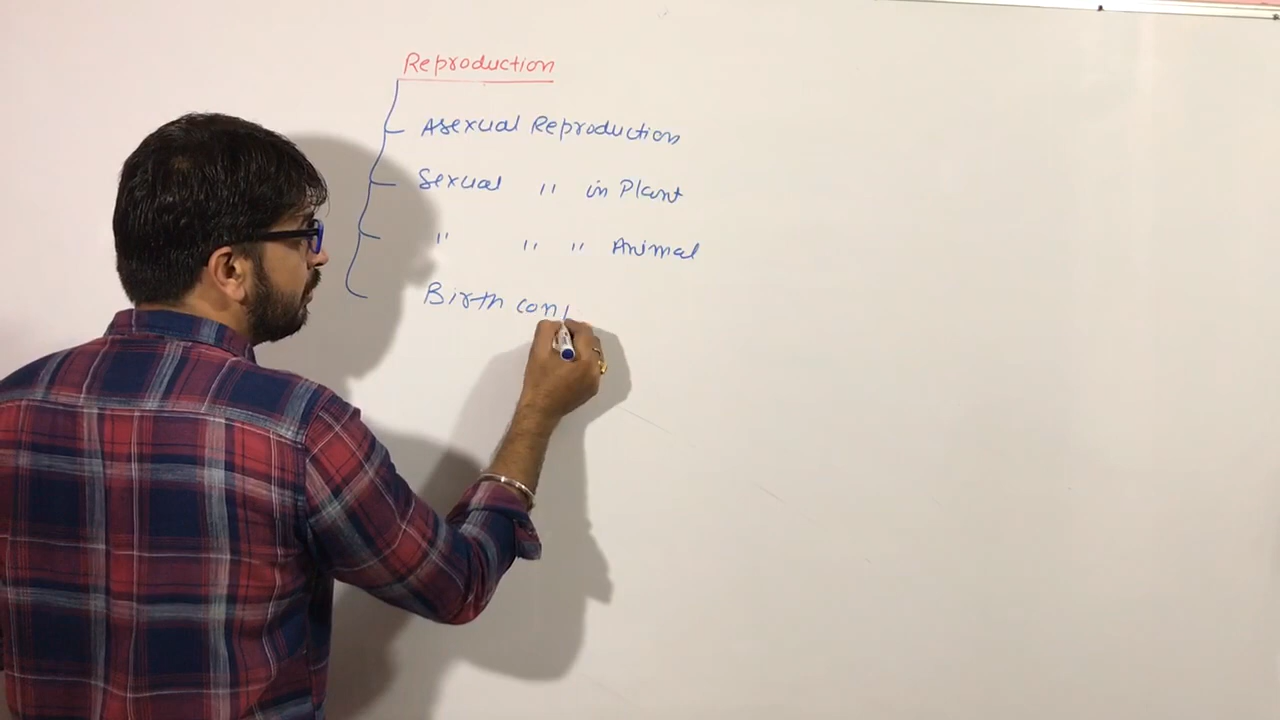 Reproduction
Asexual Reproduction
Sexual " in Plant
" " " Animal
Birth con